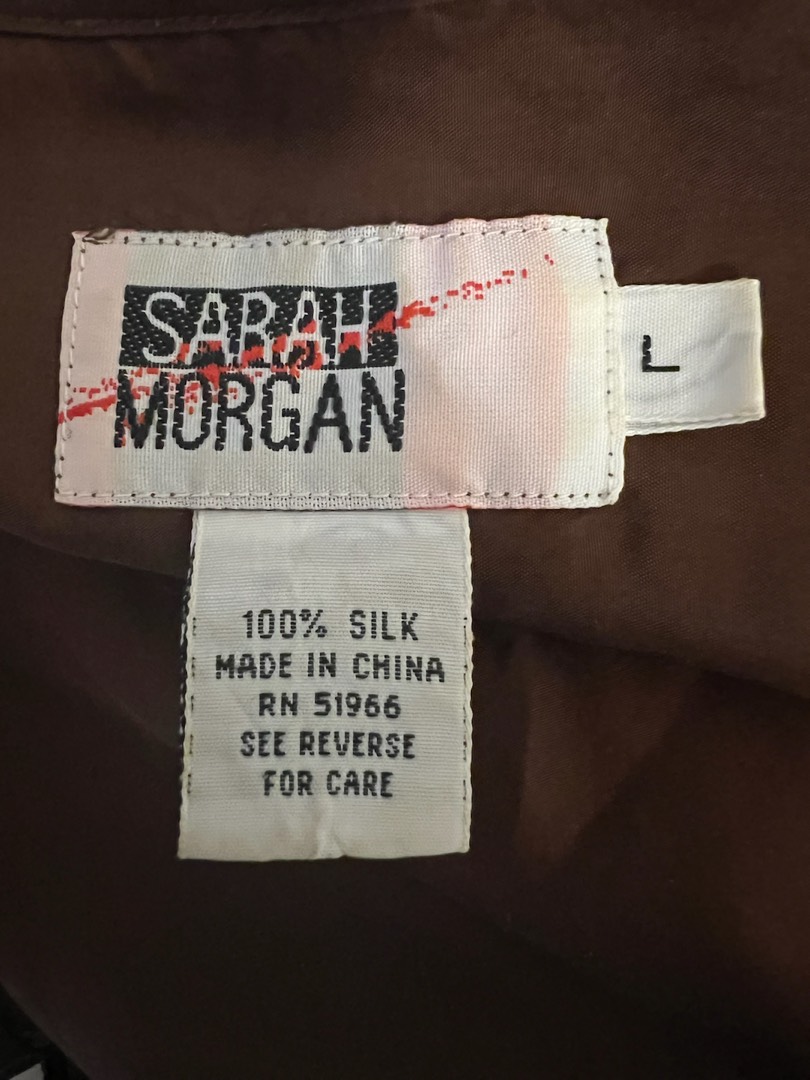 SARAH
MORGAN
L
100% SILK
MADE IN CHINA
RN 51966
SEE REVERSE
FOR CARE